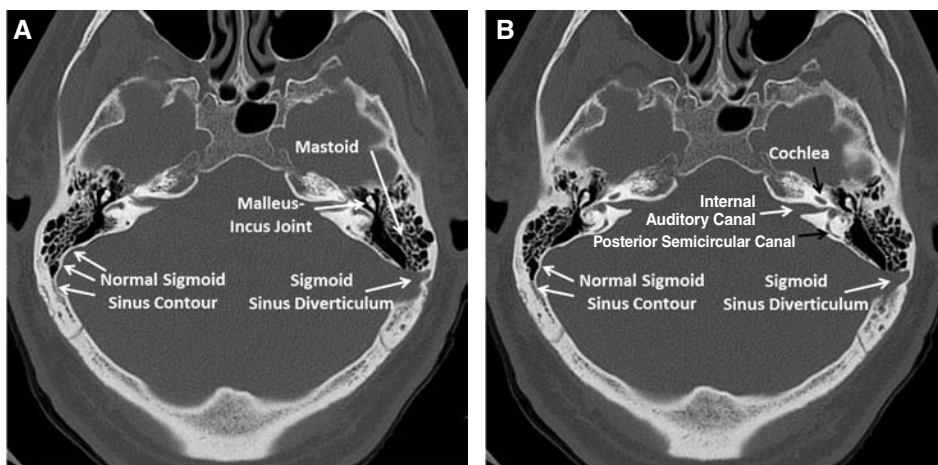 A
Mastoid
Malleus-
Incus Joint
Normal Sigmoid
Sinus Contour
Sigmoid
Sinus Diverticulum
B
Cochlea
Internal
Auditory Canal
Posterior Semicircular Canal
Normal Sigmoid
Sinus Contour
Sigmoid
Sinus Diverticulum